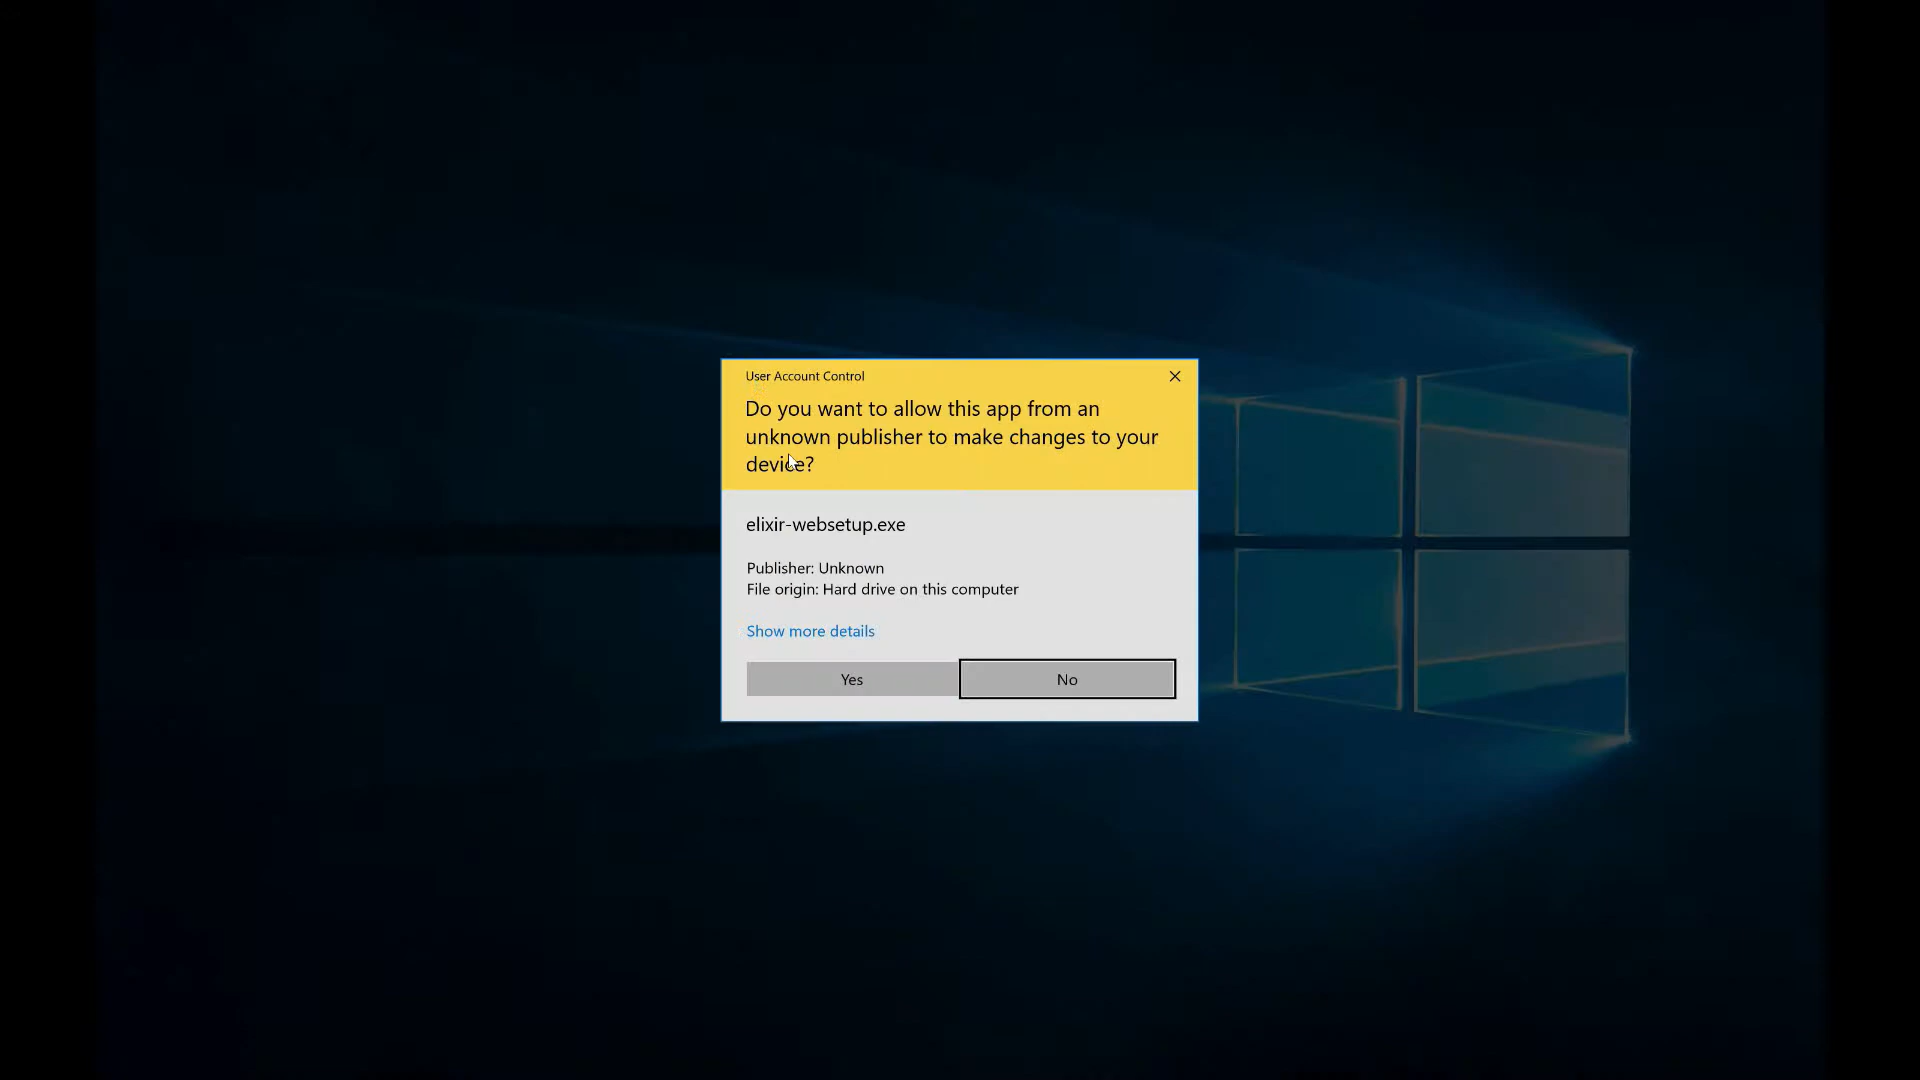 User Account Control
Do you want to allow this app from an
unknown publisher to make changes to your
device?
elixir-websetup.exe
Publisher: Unknown
File origin: Hard drive on this computer
Show more details
Yes
No